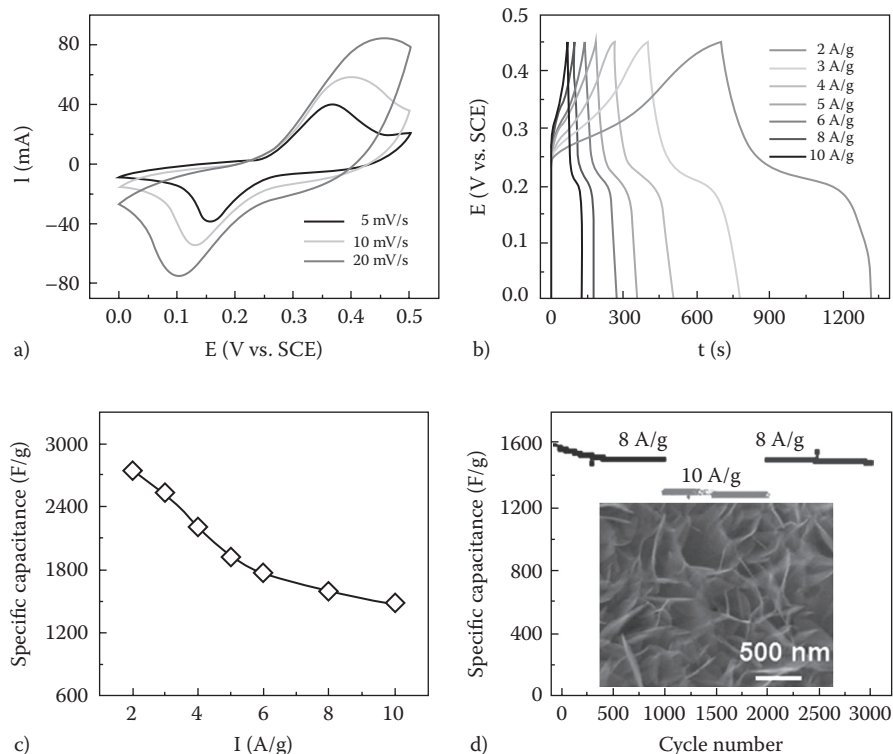 a)
I (mA)
80
40
0
−40
−80
5 mV/s
10 mV/s
20 mV/s
0.0 0.1 0.2 0.3 0.4 0.5
E (V vs. SCE)
b)
E (V vs. SCE)
0.5
0.4
0.3
0.2
0.1
0.0
2 A/g
3 A/g
4 A/g
5 A/g
6 A/g
8 A/g
10 A/g
0 300 600 900 1200
t (s)
c)
Specific capacitance (F/g)
3000
2400
1800
1200
600
2 4 6 8 10
I (A/g)
d)
Specific capacitance (F/g)
1600
1200
800
400
0
8 A/g 8 A/g
10 A/g
500 nm
0 500 1000 1500 2000 2500 3000
Cycle number